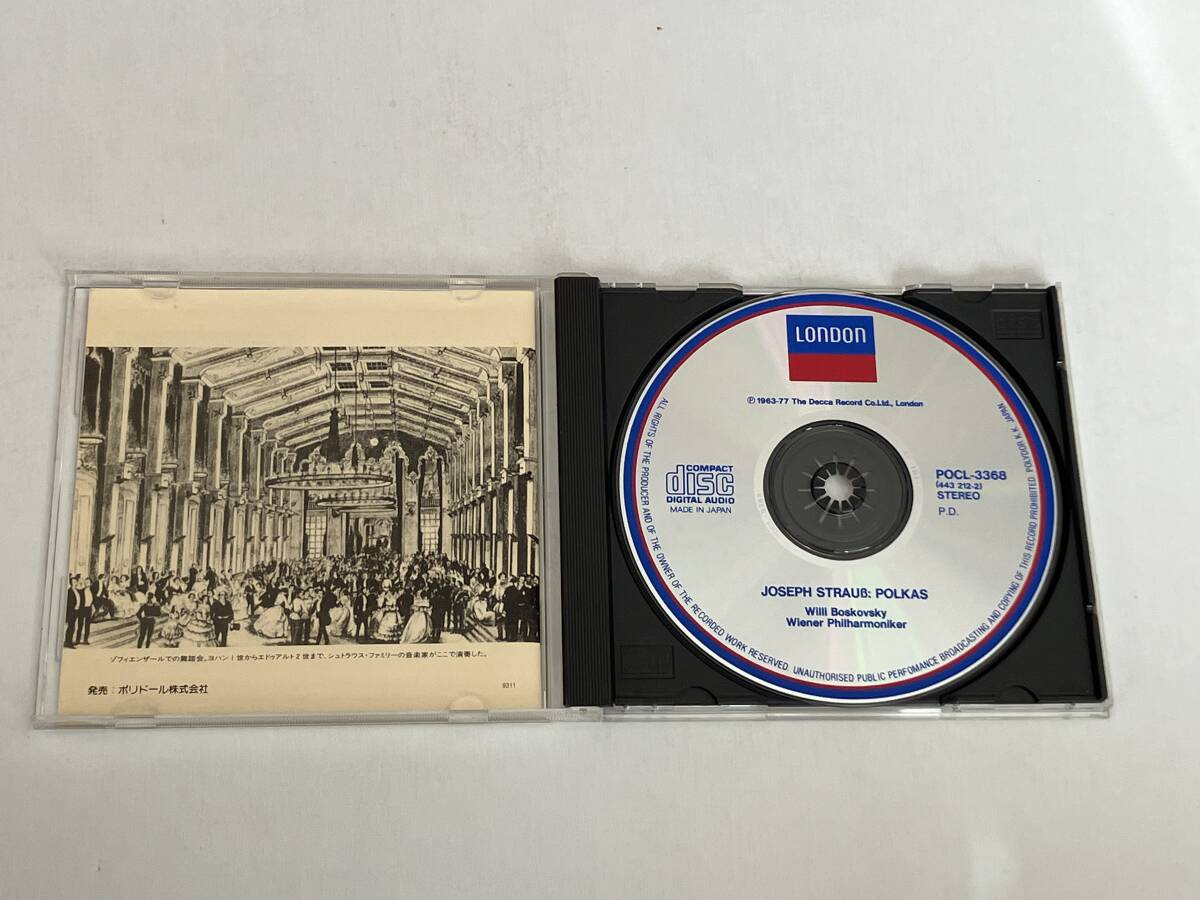 ゾフィエンザールでの舞踏会。ヨハン1世からエドゥアルト2世まで、シュトラウス・ファミリーの音楽家がここで演奏した。
発売：ポリドール株式会社
9311
LONDON
℗ 1963-77 The Decca Record Co.Ltd., London
COMPACT
disc
DIGITAL AUDIO
MADE IN JAPAN
POCL-3368
(443 212-2)
STEREO
P.D.
JOSEPH STRAUß: POLKAS
Willi Boskovsky
Wiener Philharmoniker
ALL RIGHTS OF THE PRODUCER AND OF THE OWNER OF THE RECORDED WORK RESERVED. UNAUTHORISED PUBLIC PERFOMANCE BROADCASTING AND COPYING OF THIS RECORD PROHIBITED. POLYDOR K.K. JAPAN